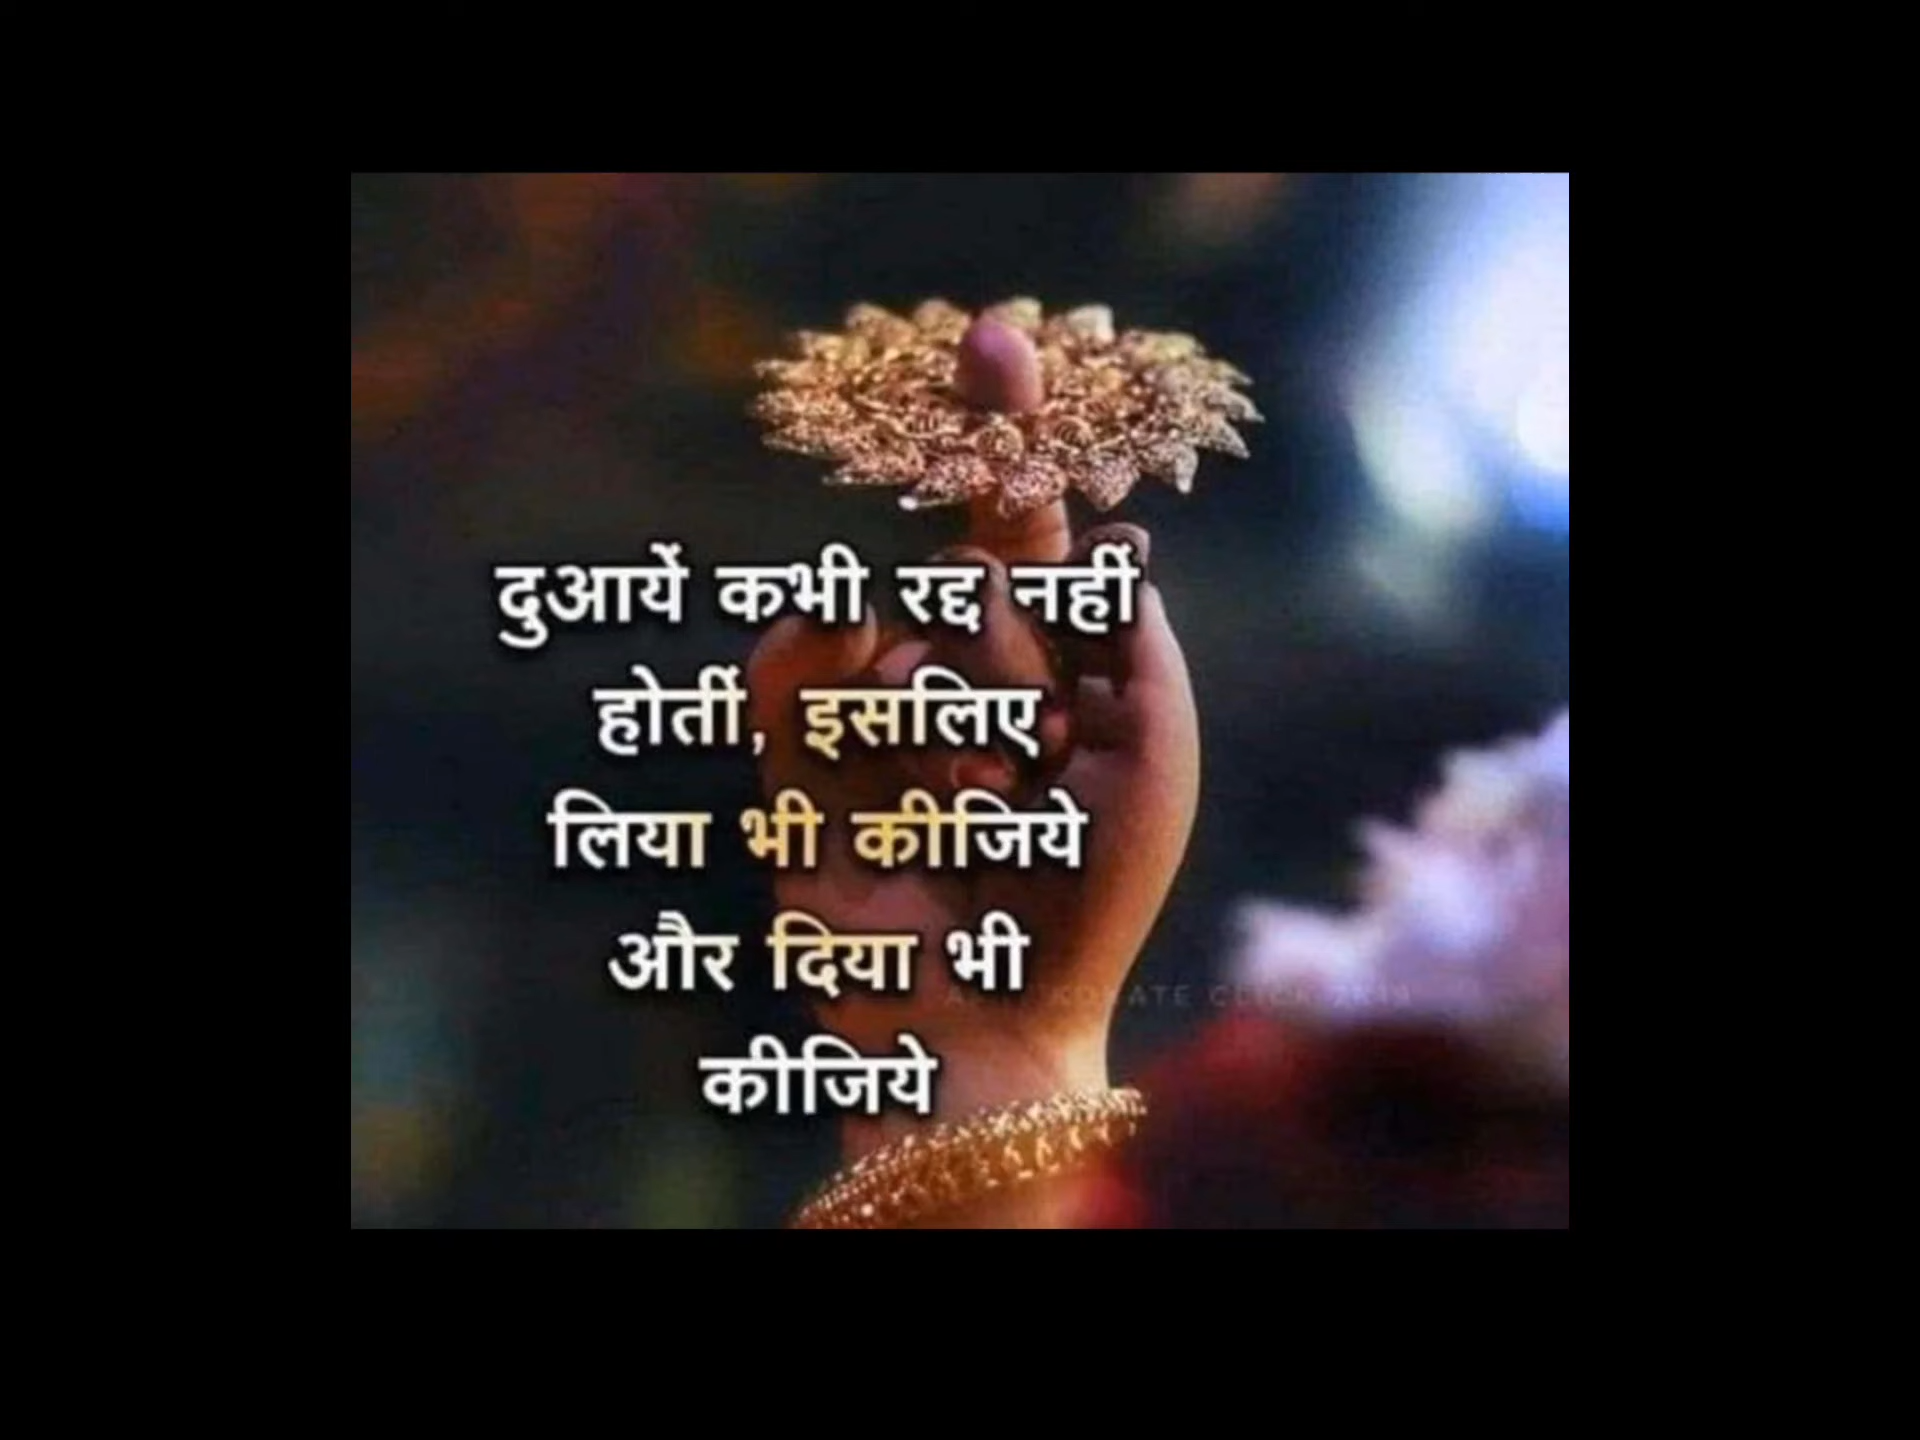 दुआयें कभी रद्द नहीं
होतीं, इसलिए
लिया भी कीजिये
और दिया भी
कीजिये